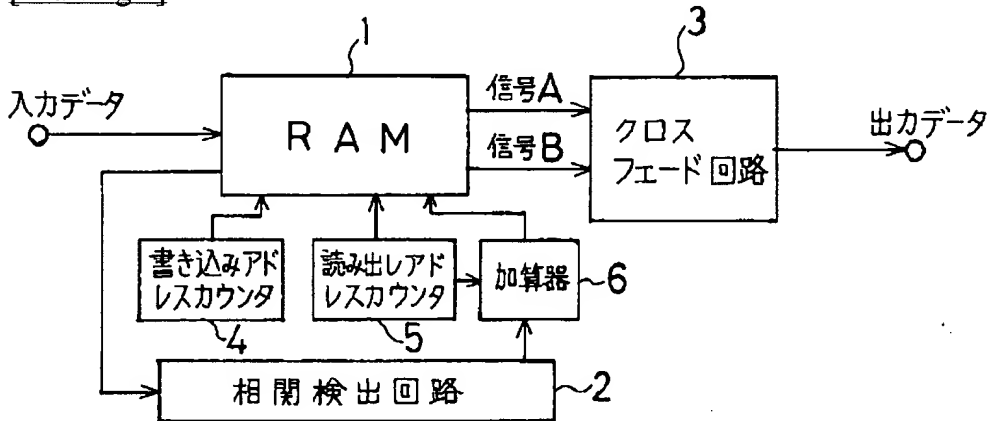 1
3
入力データ
RAM
信号A
信号B
クロス
フェード回路
出力データ
書き込みアド
レスカウンタ
4
読み出しアド
レスカウンタ
5
加算器
6
相関検出回路
2